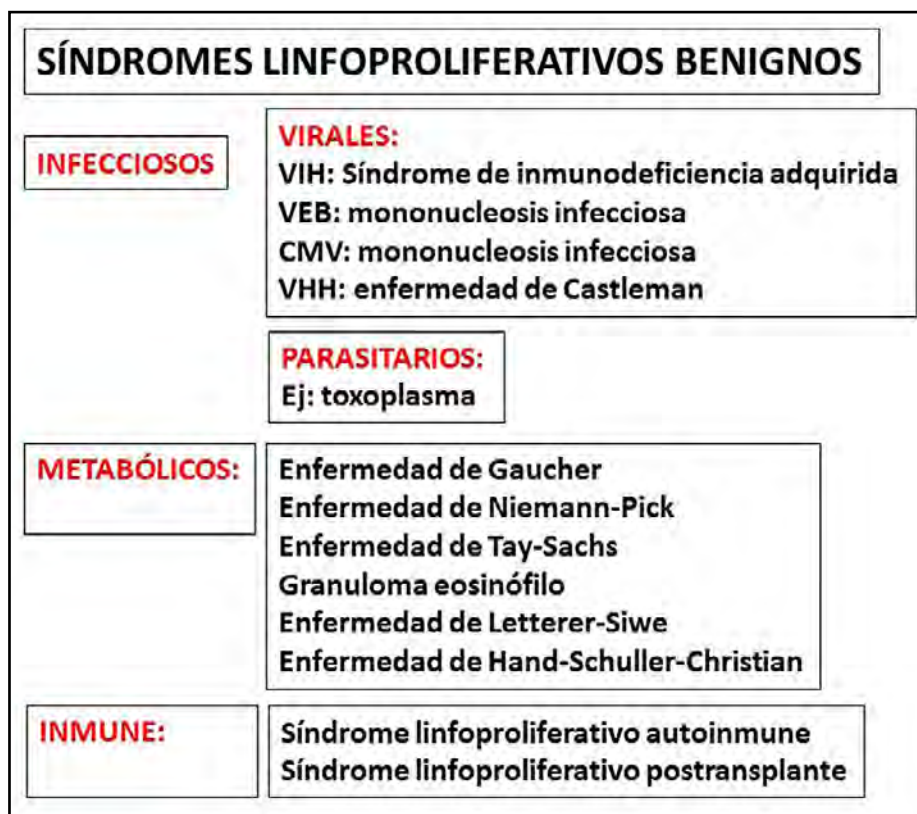 SÍNDROMES LINFOPROLIFERATIVOS BENIGNOS
INFECCIOSOS
VIRALES:
VIH: Síndrome de inmunodeficiencia adquirida
VEB: mononucleosis infecciosa
CMV: mononucleosis infecciosa
VHH: enfermedad de Castleman
PARASITARIOS:
Ej: toxoplasma
METABÓLICOS:
Enfermedad de Gaucher
Enfermedad de Niemann-Pick
Enfermedad de Tay-Sachs
Granuloma eosinófilo
Enfermedad de Letterer-Siwe
Enfermedad de Hand-Schuller-Christian
INMUNE:
Síndrome linfoproliferativo autoinmune
Síndrome linfoproliferativo postransplante